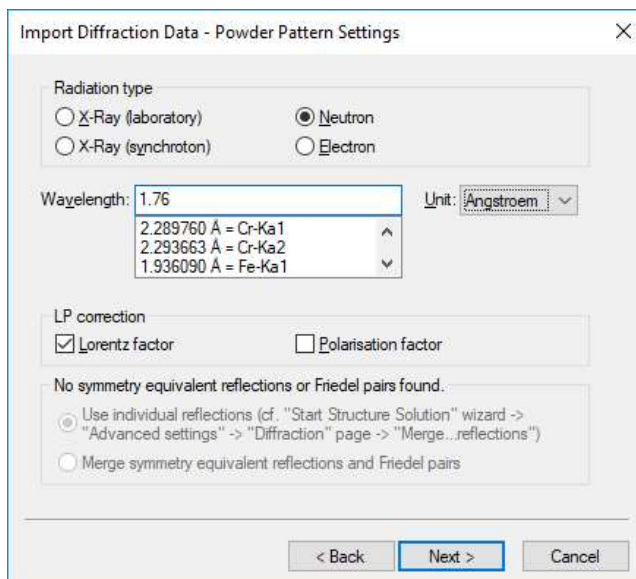 Import Diffraction Data - Powder Pattern Settings
Radiation type
X-Ray (laboratory)
Neutron
X-Ray (synchroton)
Electron
Wavelength: 1.76
Unit: Angstroem
2.289760 Å = Cr-Ka1
2.293663 Å = Cr-Ka2
1.936090 Å = Fe-Ka1
LP correction
Lorentz factor
Polarisation factor
No symmetry equivalent reflections or Friedel pairs found.
Use individual reflections (cf. "Start Structure Solution" wizard ->
"Advanced settings" -> "Diffraction" page -> "Merge...reflections")
Merge symmetry equivalent reflections and Friedel pairs
< Back
Next >
Cancel